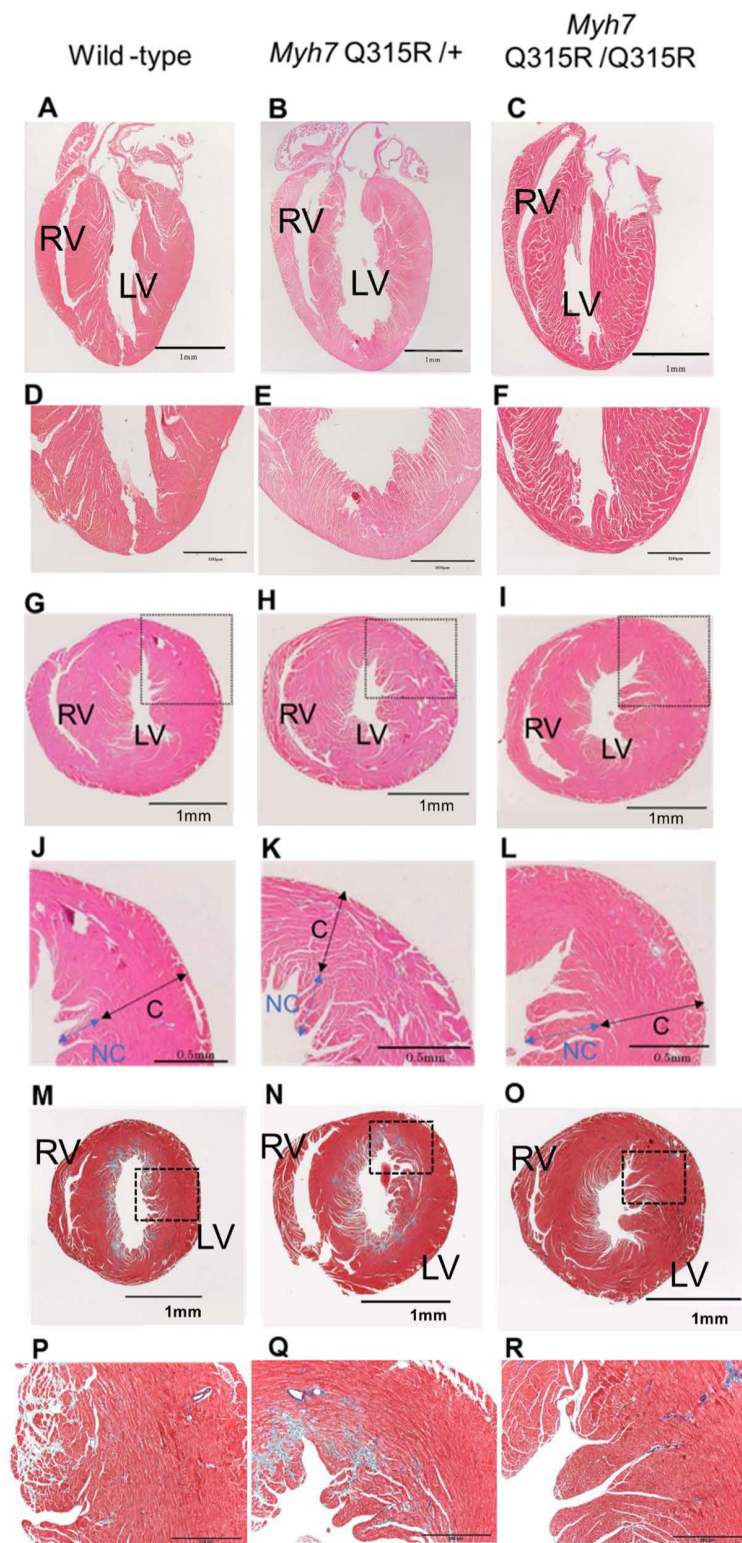 Wild -type
Myh7 Q315R /+
Myh7
Q315R /Q315R
A
B
C
RV
LV
1mm
RV
LV
1mm
RV
LV
1mm
D
E
F
G
H
I
RV
LV
1mm
RV
LV
1mm
RV
LV
1mm
J
K
L
C
NC
0.5mm
C
NC
0.5mm
C
NC
0.5mm
M
N
O
RV
LV
1mm
RV
LV
1mm
RV
LV
1mm
P
Q
R